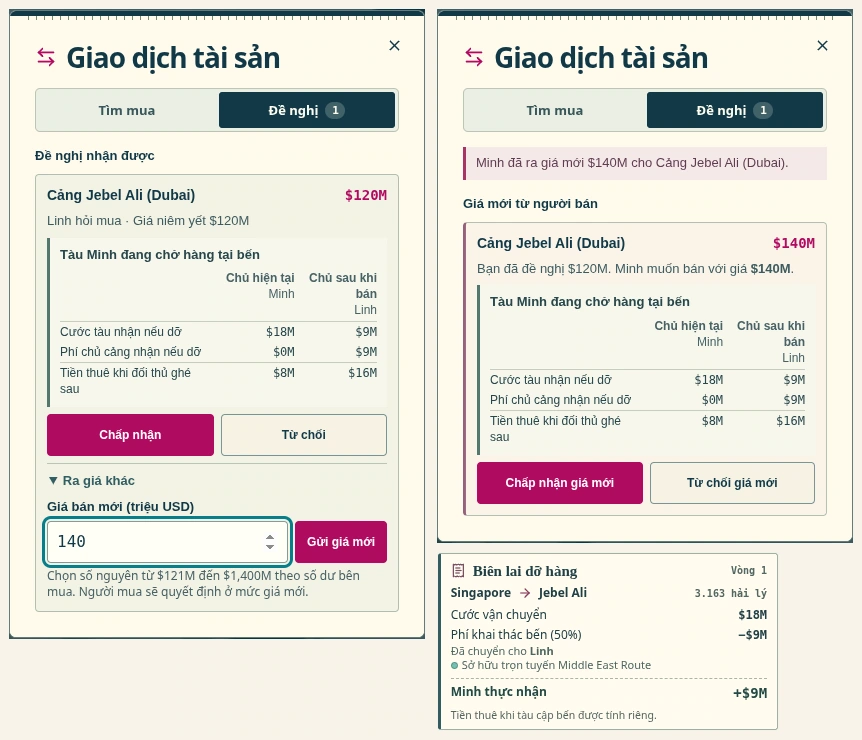 Giao dịch tài sản
×
Tìm mua
Đề nghị 1
Đề nghị nhận được
Cảng Jebel Ali (Dubai) $120M
Linh hỏi mua · Giá niêm yết $120M
Tàu Minh đang chở hàng tại bến
Chủ hiện tại Chủ sau khi
Minh bán
Linh
Cước tàu nhận nếu dỡ $18M $9M
Phí chủ cảng nhận nếu dỡ $0M $9M
Tiền thuê khi đối thủ ghé $8M $16M
sau
Chấp nhận
Từ chối
▼ Ra giá khác
Giá bán mới (triệu USD)
140
Gửi giá mới
Chọn số nguyên từ $121M đến $1,400M theo số dư bên
mua. Người mua sẽ quyết định ở mức giá mới.
Giao dịch tài sản
×
Tìm mua
Đề nghị 1
Minh đã ra giá mới $140M cho Cảng Jebel Ali (Dubai).
Giá mới từ người bán
Cảng Jebel Ali (Dubai) $140M
Bạn đã đề nghị $120M. Minh muốn bán với giá $140M.
Tàu Minh đang chở hàng tại bến
Chủ hiện tại Chủ sau khi
Minh bán
Linh
Cước tàu nhận nếu dỡ $18M $9M
Phí chủ cảng nhận nếu dỡ $0M $9M
Tiền thuê khi đối thủ ghé $8M $16M
sau
Chấp nhận giá mới
Từ chối giá mới
Biên lai dỡ hàng Vòng 1
Singapore → Jebel Ali 3.163 hải lý
Cước vận chuyển $18M
Phí khai thác bến (50%) −$9M
Đã chuyển cho Linh
Sở hữu trọn tuyến Middle East Route
Minh thực nhận +$9M
Tiền thuê khi tàu cập bến được tính riêng.